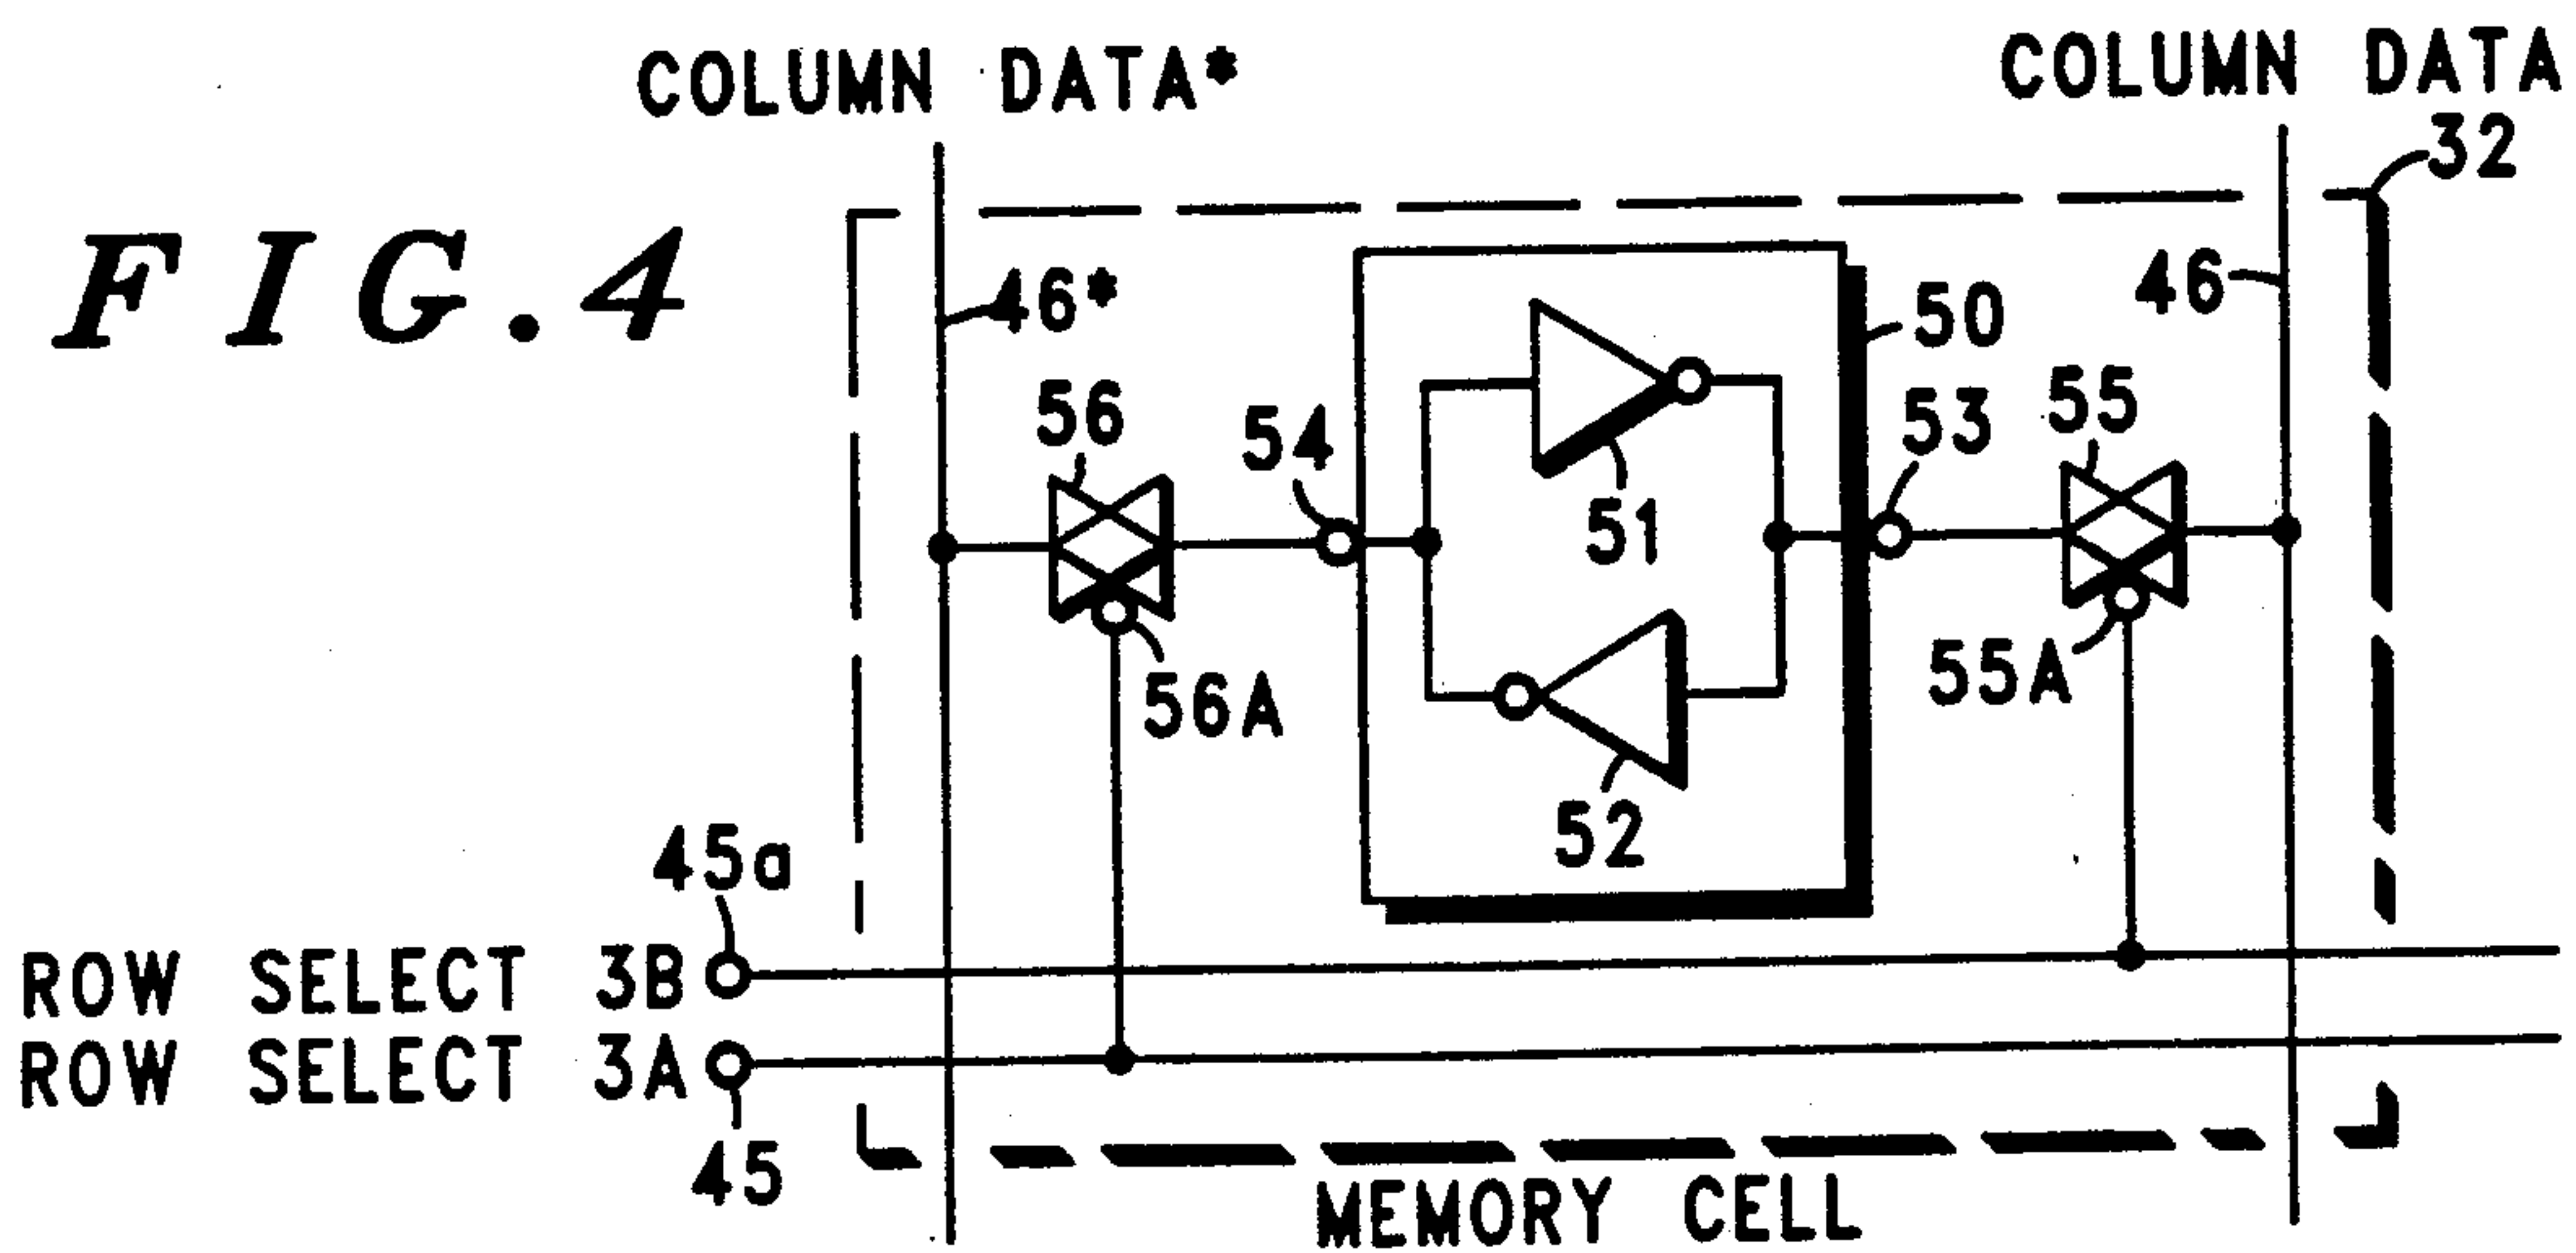 COLUMN DATA*
COLUMN DATA
32
FIG.4
46*
46
50
56
54
53
55
51
56A
55A
52
45a
ROW SELECT 3B
ROW SELECT 3A
45
MEMORY CELL